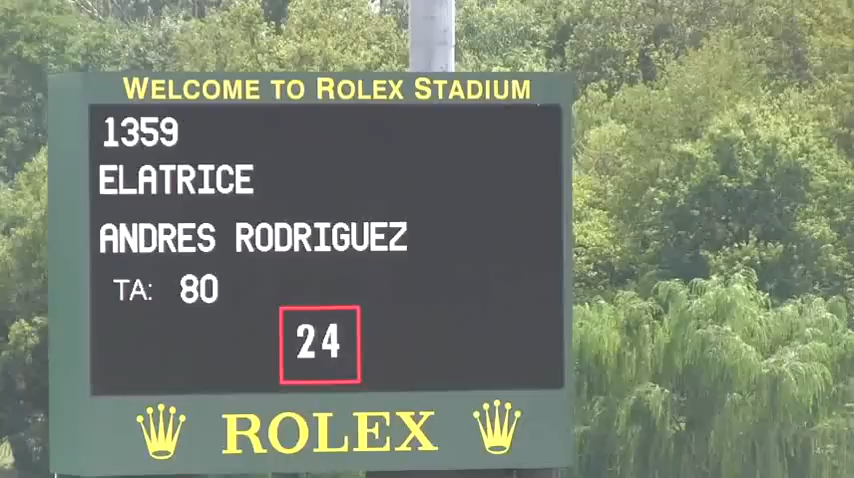 WELCOME TO ROLEX STADIUM
1359
ELATRICE
ANDRES RODRIGUEZ
TA: 80
24
ROLEX